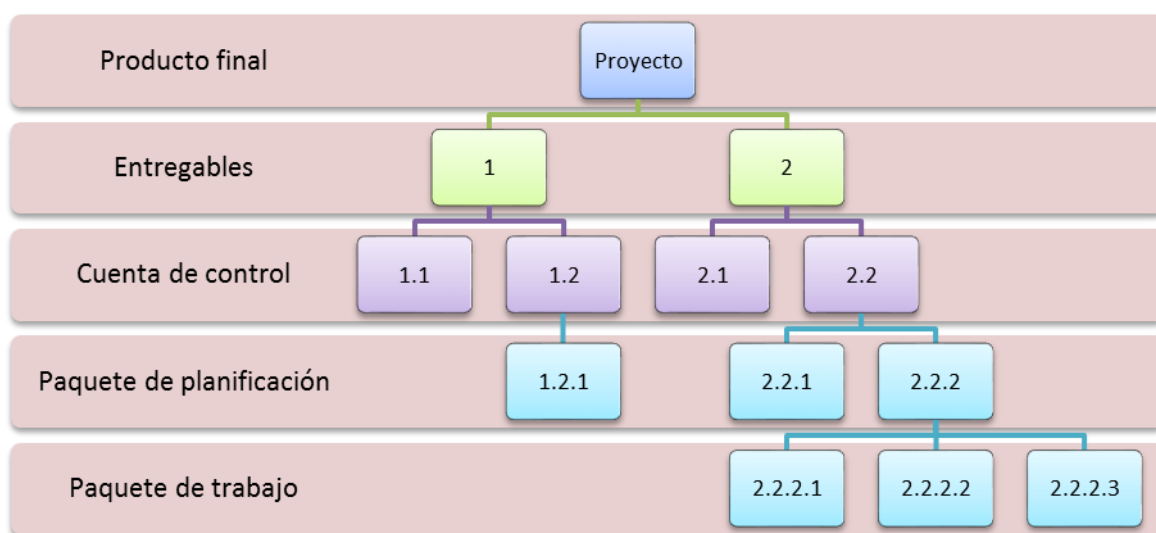 Producto final
Proyecto
Entregables
1
2
Cuenta de control
1.1
1.2
2.1
2.2
Paquete de planificación
1.2.1
2.2.1
2.2.2
Paquete de trabajo
2.2.2.1
2.2.2.2
2.2.2.3